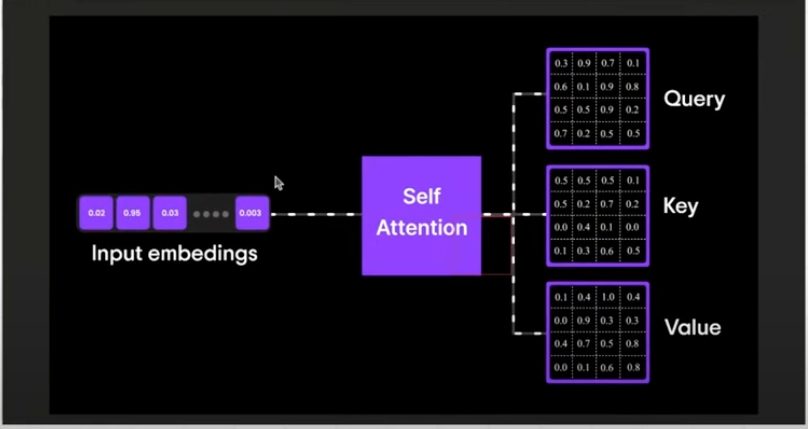 0.3 0.9 0.7 0.1
0.6 0.1 0.9 0.8
Query
0.5 0.5 0.9 0.2
0.7 0.2 0.5 0.5
0.02 0.95 0.03 0.003
Input embedings
Self
Attention
0.5 0.5 0.5 0.1
0.5 0.2 0.7 0.2
Key
0.0 0.4 0.1 0.0
0.1 0.3 0.6 0.5
0.1 0.4 1.0 0.4
0.0 0.9 0.3 0.3
Value
0.4 0.7 0.5 0.8
0.0 0.1 0.6 0.8